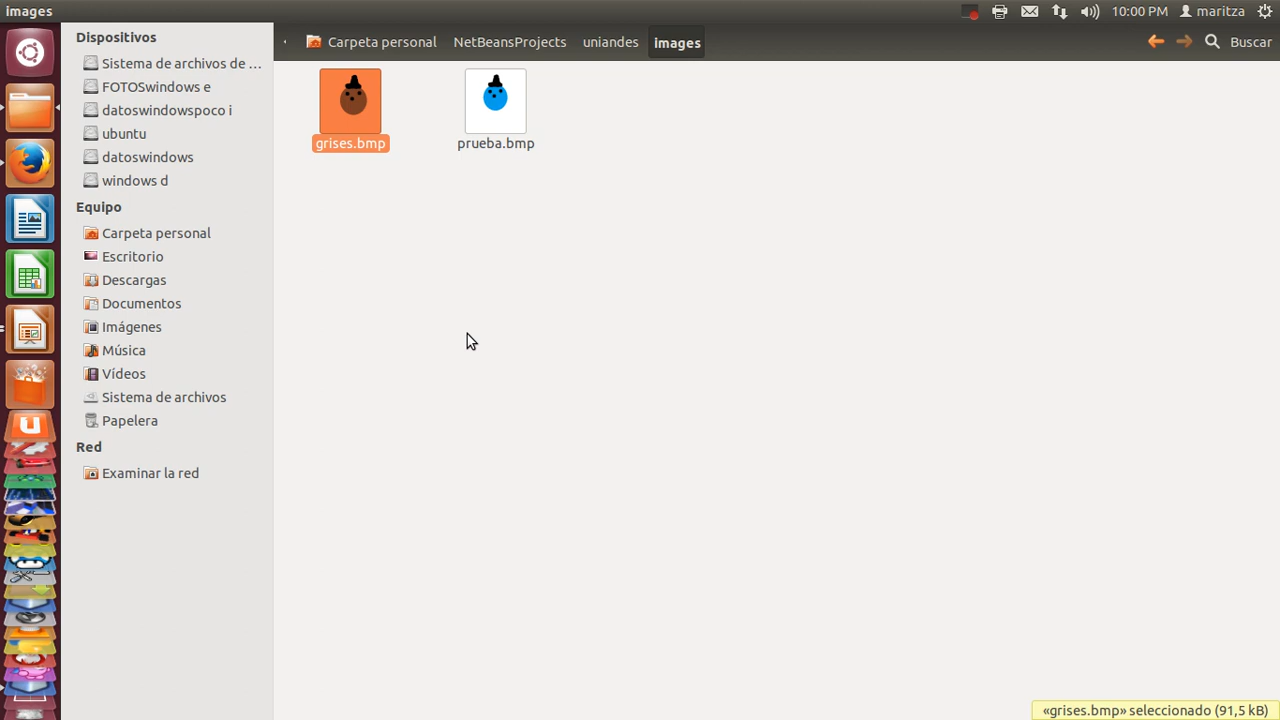 images
10:00 PM
maritza
Dispositivos
Sistema de archivos de ...
FOTOSwindows e
datoswindowspoco i
ubuntu
datoswindows
windows d
Equipo
Carpeta personal
Escritorio
Descargas
Documentos
Imágenes
Música
Vídeos
Sistema de archivos
Papelera
Red
Examinar la red
Carpeta personal
NetBeansProjects
uniandes
images
Buscar
grises.bmp
prueba.bmp
«grises.bmp» seleccionado (91,5 kB)